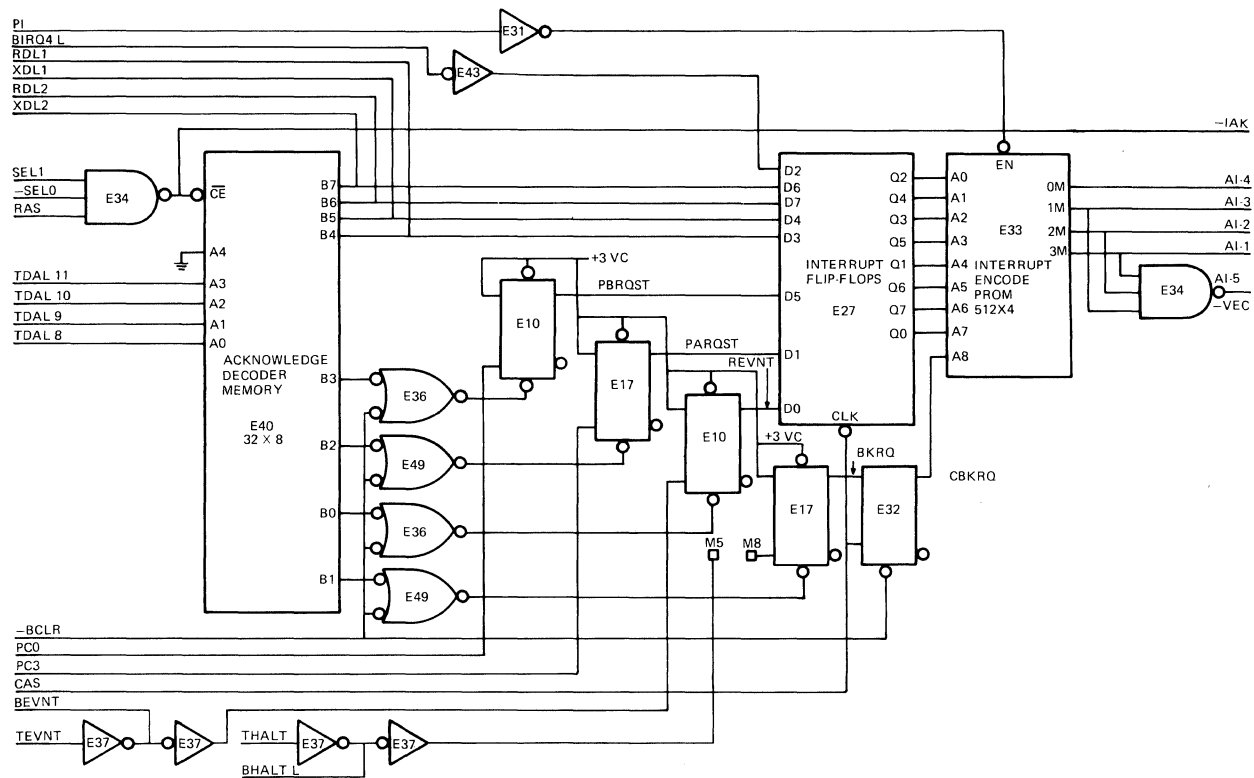 PI
BIRQ4 L
RDL1
XDL1
RDL2
XDL2
E31
E43
-IAK
SEL1
-SEL0
RAS
E34
CE
A4
TDAL 11
TDAL 10
TDAL 9
TDAL 8
A3
A2
A1
A0
ACKNOWLEDGE
DECODER
MEMORY
E40
32 X 8
B7
B6
B5
B4
B3
B2
B0
B1
E36
E49
E36
E49
+3 VC
PBRQST
E10
E17
PARQST
REVNT
E10
+3 VC
M5
M8
E17
BKRQ
E32
CBKRQ
D2
D6
D7
D4
D3
D5
D1
D0
INTERRUPT
FLIP-FLOPS
E27
CLK
Q2
Q4
Q3
Q5
Q1
Q6
Q7
Q0
EN
A0
A1
A2
A3
A4
A5
A6
A7
A8
E33
INTERRUPT
ENCODE
PROM
512X4
0M
1M
2M
3M
AI-4
AI-3
AI-2
AI-1
E34
AI-5
-VEC
-BCLR
PC0
PC3
CAS
BEVNT
TEVNT
E37
E37
THALT
E37
E37
BHALT L